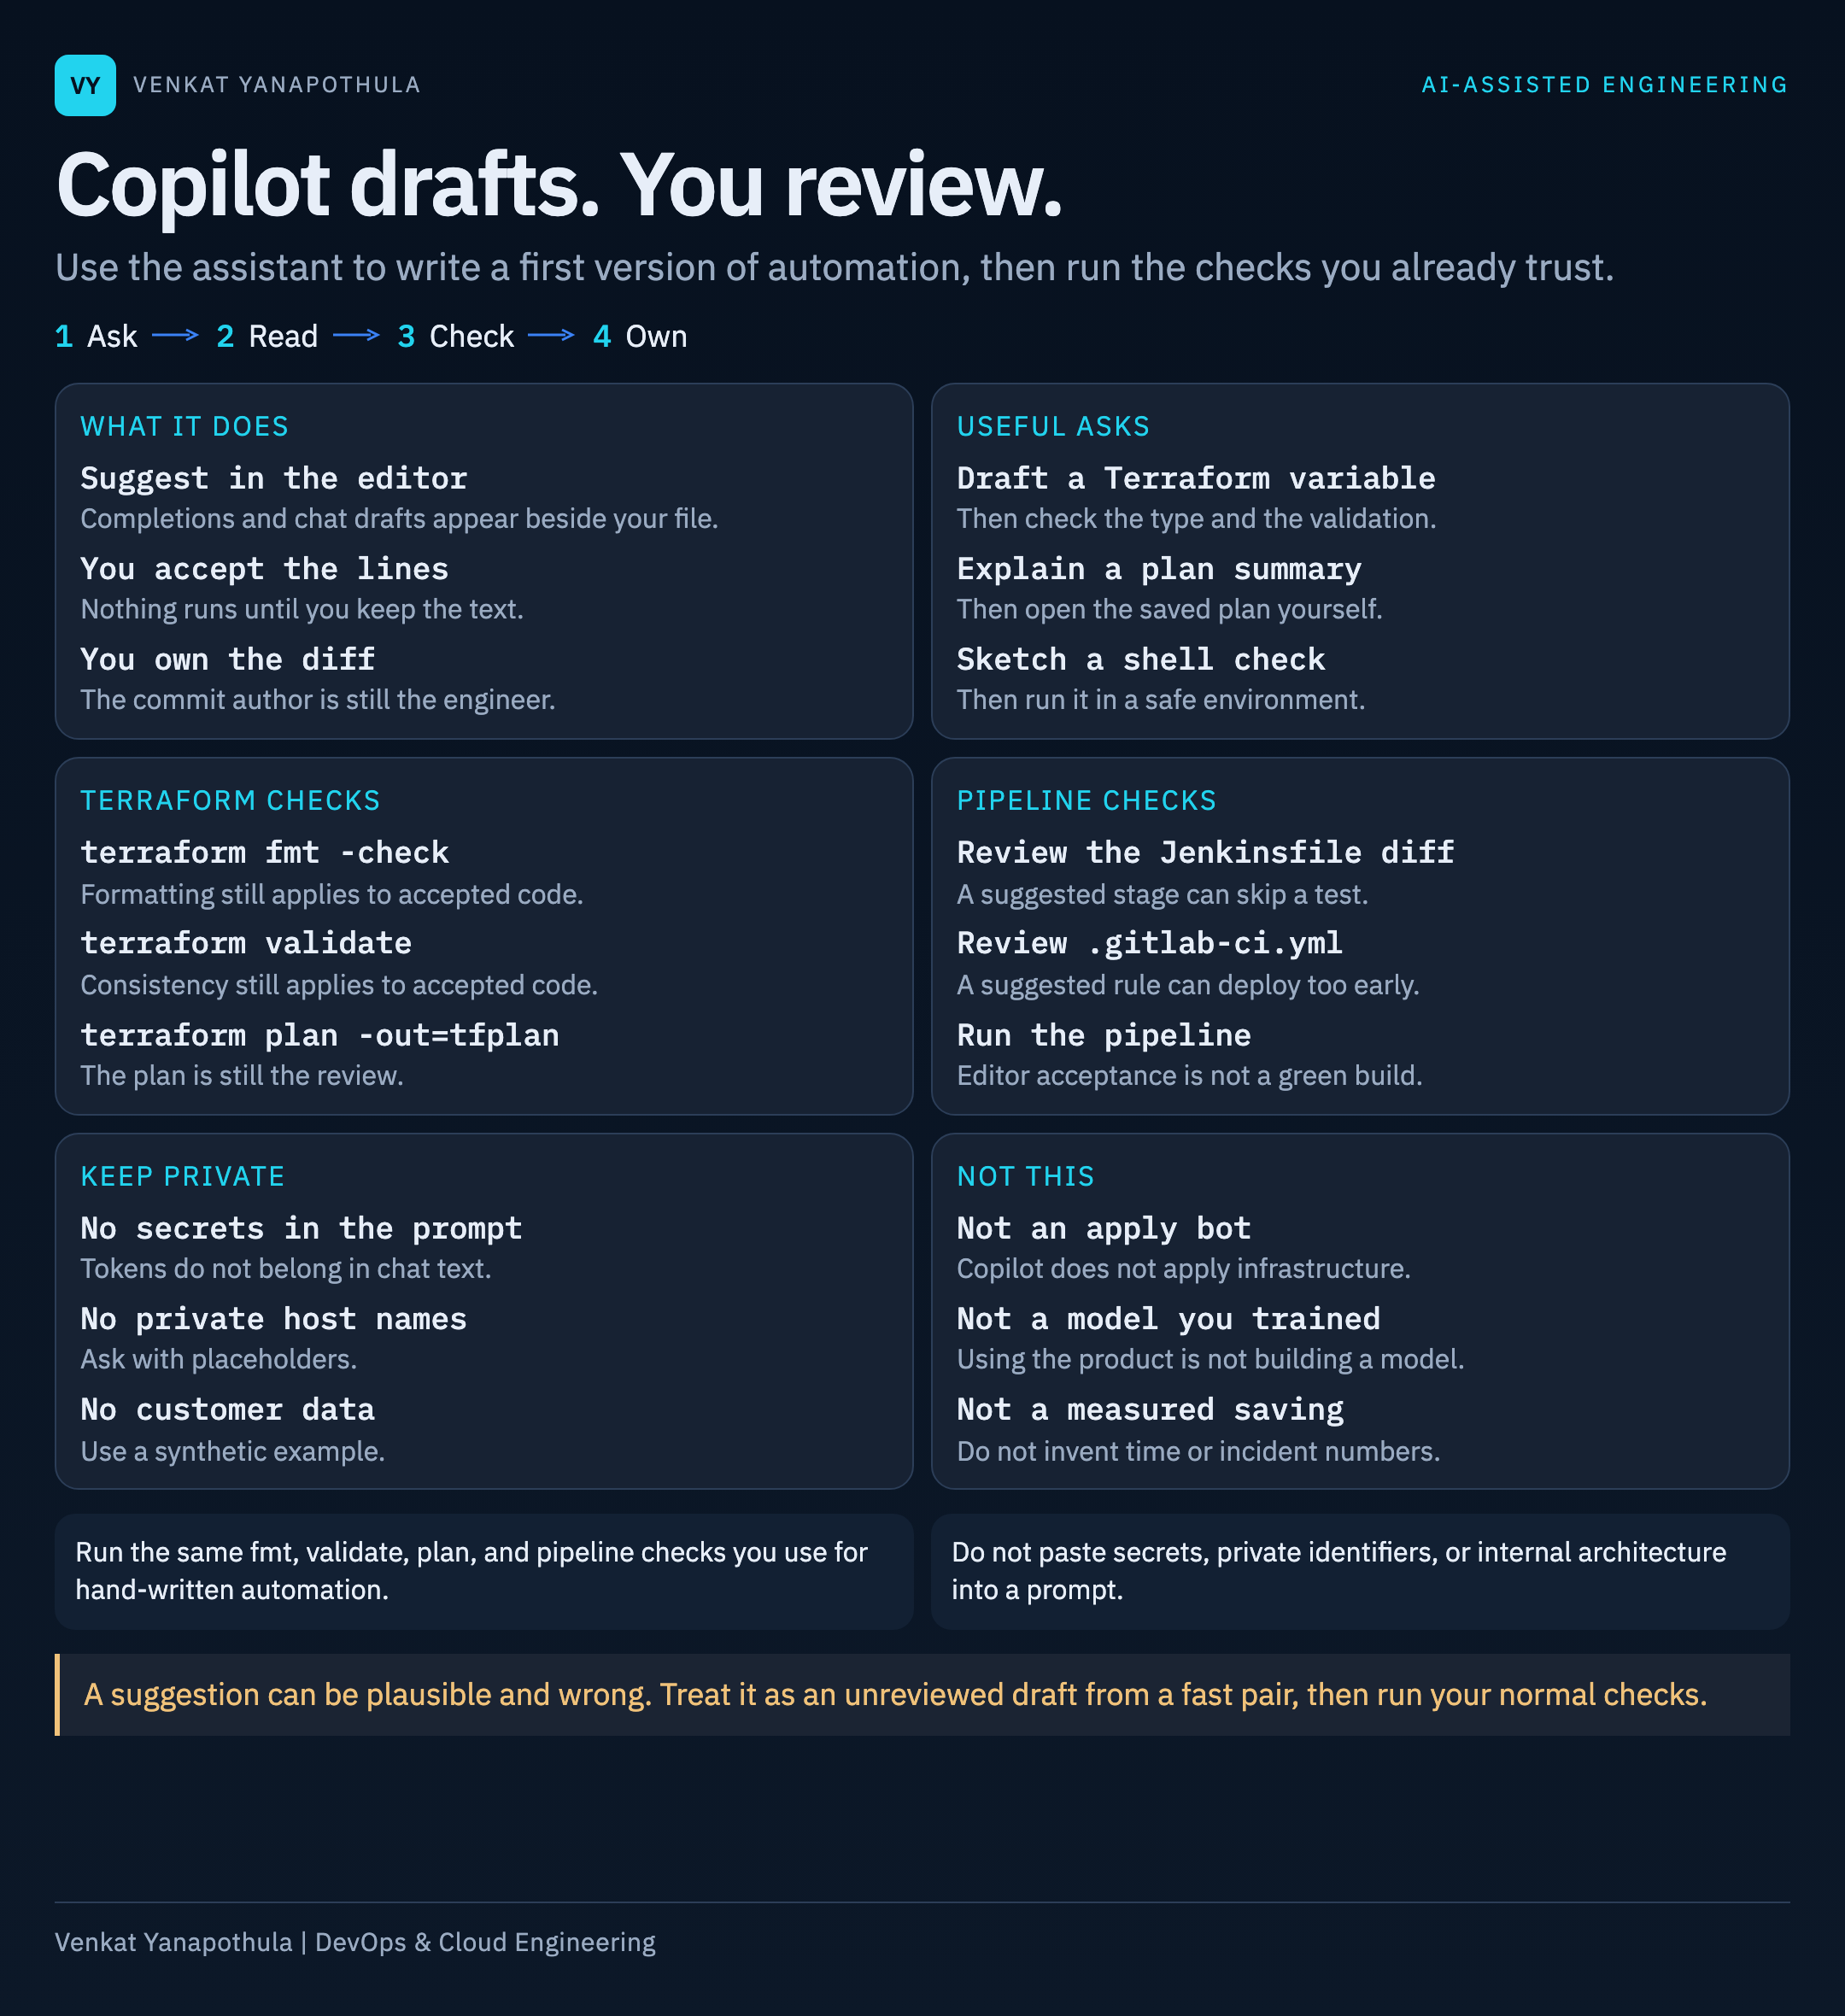 VY
VENKAT YANAPOTHULA
AI-ASSISTED ENGINEERING
Copilot drafts. You review.
Use the assistant to write a first version of automation, then run the checks you already trust.
1 Ask → 2 Read → 3 Check → 4 Own
WHAT IT DOES
Suggest in the editor
Completions and chat drafts appear beside your file.
You accept the lines
Nothing runs until you keep the text.
You own the diff
The commit author is still the engineer.
USEFUL ASKS
Draft a Terraform variable
Then check the type and the validation.
Explain a plan summary
Then open the saved plan yourself.
Sketch a shell check
Then run it in a safe environment.
TERRAFORM CHECKS
terraform fmt -check
Formatting still applies to accepted code.
terraform validate
Consistency still applies to accepted code.
terraform plan -out=tfplan
The plan is still the review.
PIPELINE CHECKS
Review the Jenkinsfile diff
A suggested stage can skip a test.
Review .gitlab-ci.yml
A suggested rule can deploy too early.
Run the pipeline
Editor acceptance is not a green build.
KEEP PRIVATE
No secrets in the prompt
Tokens do not belong in chat text.
No private host names
Ask with placeholders.
No customer data
Use a synthetic example.
NOT THIS
Not an apply bot
Copilot does not apply infrastructure.
Not a model you trained
Using the product is not building a model.
Not a measured saving
Do not invent time or incident numbers.
Run the same fmt, validate, plan, and pipeline checks you use for
hand-written automation.
Do not paste secrets, private identifiers, or internal architecture
into a prompt.
A suggestion can be plausible and wrong. Treat it as an unreviewed draft from a fast pair, then run your normal checks.
Venkat Yanapothula | DevOps & Cloud Engineering